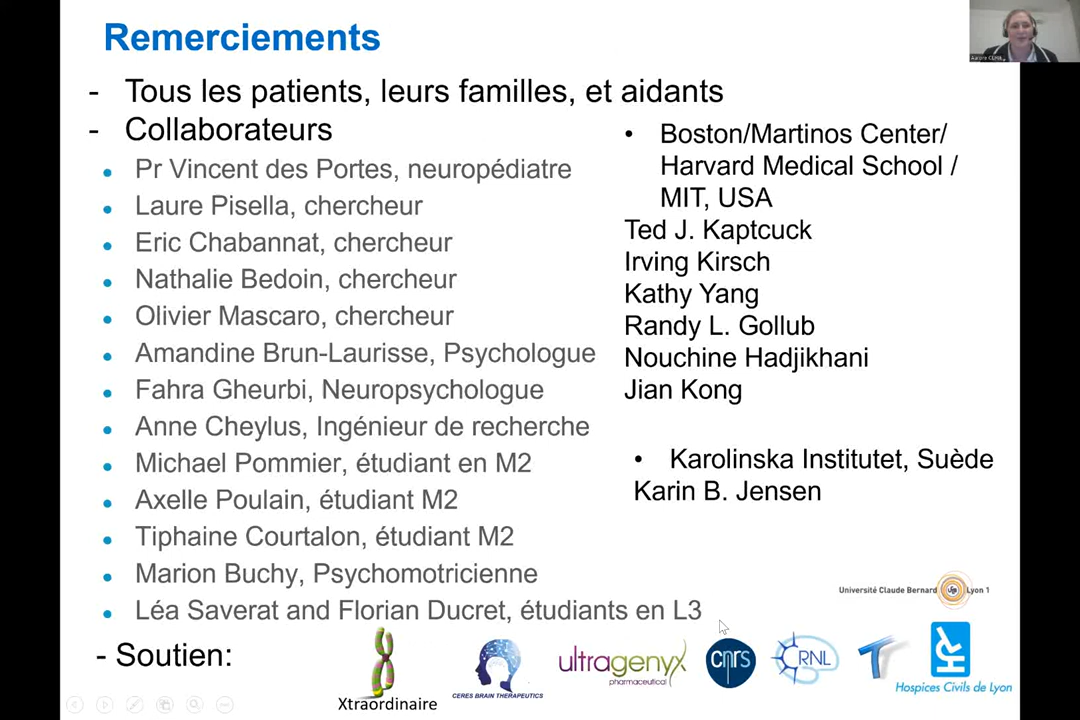 Remerciements
- Tous les patients, leurs familles, et aidants
- Collaborateurs
• Pr Vincent des Portes, neuropédiatre
• Laure Pisella, chercheur
• Eric Chabannat, chercheur
• Nathalie Bedoin, chercheur
• Olivier Mascaro, chercheur
• Amandine Brun-Laurisse, Psychologue
• Fahra Gheurbi, Neuropsychologue
• Anne Cheylus, Ingénieur de recherche
• Michael Pommier, étudiant en M2
• Axelle Poulain, étudiant M2
• Tiphaine Courtalon, étudiant M2
• Marion Buchy, Psychomotricienne
• Léa Saverat and Florian Ducret, étudiants en L3
• Boston/Martinos Center/
Harvard Medical School /
MIT, USA
Ted J. Kaptcuck
Irving Kirsch
Kathy Yang
Randy L. Gollub
Nouchine Hadjikhani
Jian Kong
• Karolinska Institutet, Suède
Karin B. Jensen
Université Claude Bernard Lyon 1
- Soutien:
Xtraordinaire
CERES BRAIN THERAPEUTICS
ultragenyx
pharmaceutical
cnrs
CRNL
Hospices Civils de Lyon